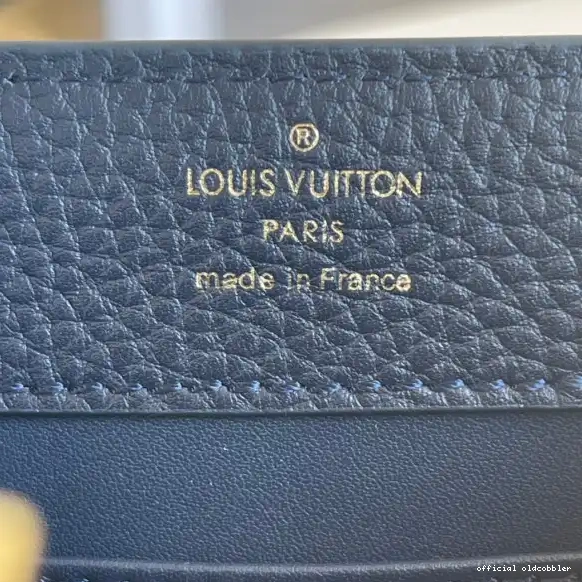 ®
LOUIS VUITTON
PARIS
made in France
official oldcobbler